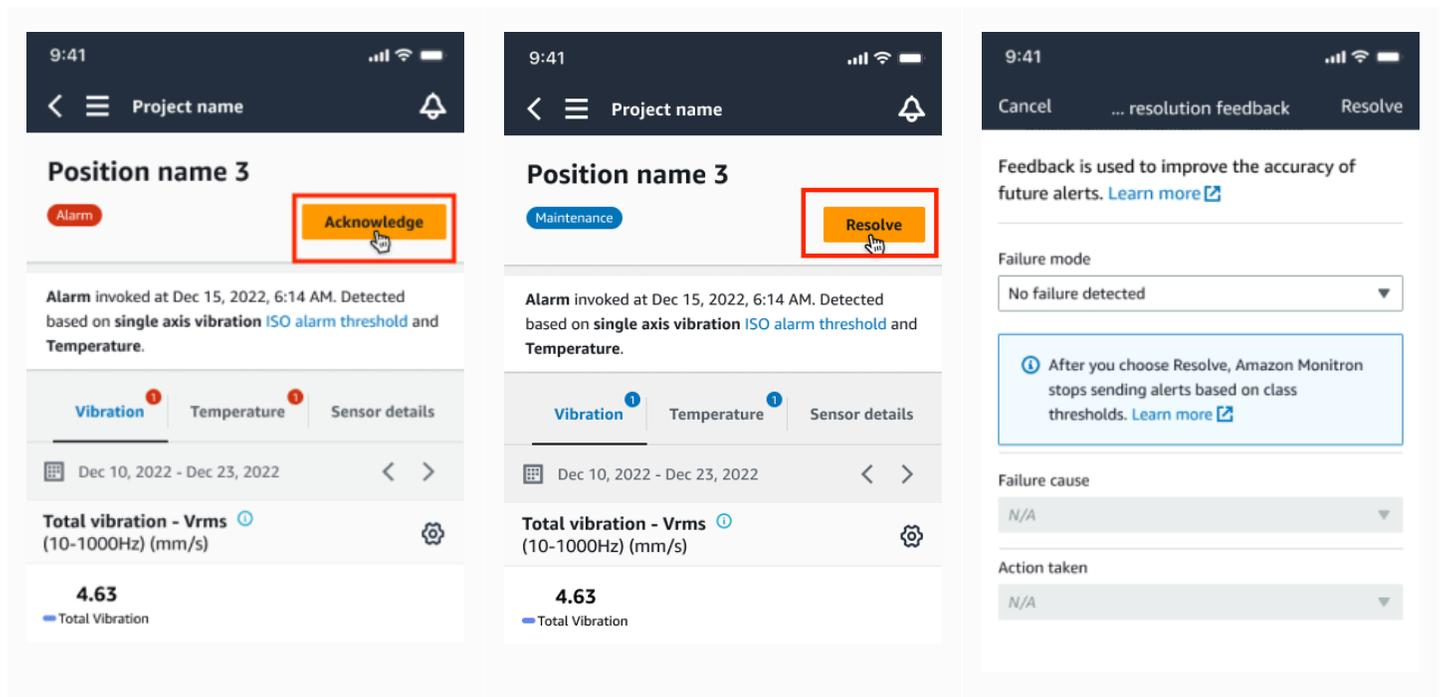 9:41
Project name
Position name 3
Alarm
Acknowledge
Alarm invoked at Dec 15, 2022, 6:14 AM. Detected
based on single axis vibration ISO alarm threshold and
Temperature.
Vibration 1 Temperature 1 Sensor details
Dec 10, 2022 - Dec 23, 2022
Total vibration - Vrms
(10-1000Hz) (mm/s)
4.63
Total Vibration
9:41
Project name
Position name 3
Maintenance
Resolve
Alarm invoked at Dec 15, 2022, 6:14 AM. Detected
based on single axis vibration ISO alarm threshold and
Temperature.
Vibration 1 Temperature 1 Sensor details
Dec 10, 2022 - Dec 23, 2022
Total vibration - Vrms
(10-1000Hz) (mm/s)
4.63
Total Vibration
9:41
Cancel ... resolution feedback Resolve
Feedback is used to improve the accuracy of
future alerts. Learn more
Failure mode
No failure detected
After you choose Resolve, Amazon Monitron
stops sending alerts based on class
thresholds. Learn more
Failure cause
N/A
Action taken
N/A